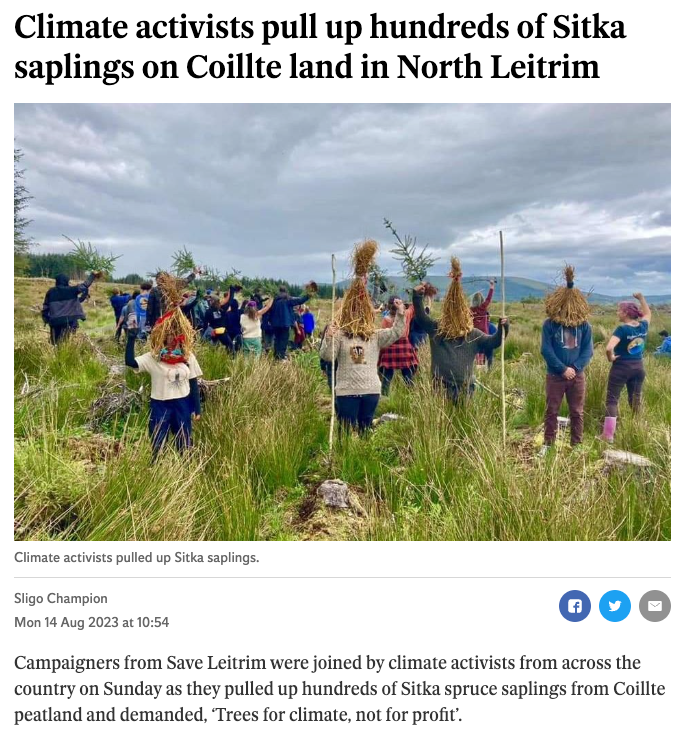 Climate activists pull up hundreds of Sitka
saplings on Coillte land in North Leitrim
Climate activists pulled up Sitka saplings.
Sligo Champion
Mon 14 Aug 2023 at 10:54
Campaigners from Save Leitrim were joined by climate activists from across the
country on Sunday as they pulled up hundreds of Sitka spruce saplings from Coillte
peatland and demanded, ‘Trees for climate, not for profit’.